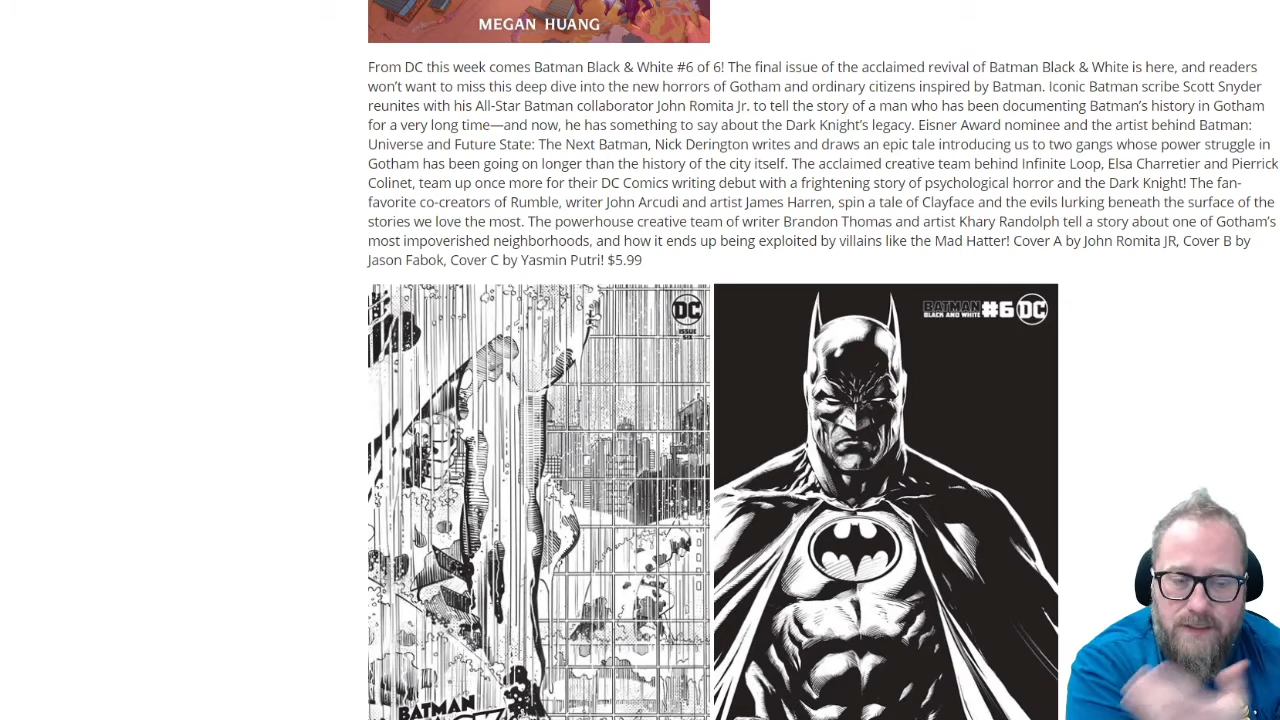 MEGAN HUANG
From DC this week comes Batman Black & White #6 of 6! The final issue of the acclaimed revival of Batman Black & White is here, and readers
won’t want to miss this deep dive into the new horrors of Gotham and ordinary citizens inspired by Batman. Iconic Batman scribe Scott Snyder
reunites with his All-Star Batman collaborator John Romita Jr. to tell the story of a man who has been documenting Batman’s history in Gotham
for a very long time—and now, he has something to say about the Dark Knight’s legacy. Eisner Award nominee and the artist behind Batman:
Universe and Future State: The Next Batman, Nick Derington writes and draws an epic tale introducing us to two gangs whose power struggle in
Gotham has been going on longer than the history of the city itself. The acclaimed creative team behind Infinite Loop, Elsa Charretier and Pierrick
Colinet, team up once more for their DC Comics writing debut with a frightening story of psychological horror and the Dark Knight! The fan-
favorite co-creators of Rumble, writer John Arcudi and artist James Harren, spin a tale of Clayface and the evils lurking beneath the surface of the
stories we love the most. The powerhouse creative team of writer Brandon Thomas and artist Khary Randolph tell a story about one of Gotham’s
most impoverished neighborhoods, and how it ends up being exploited by villains like the Mad Hatter! Cover A by John Romita JR, Cover B by
Jason Fabok, Cover C by Yasmin Putri! $5.99
DC
ISSUE
SIX
BATMAN
BATMAN
BLACK AND WHITE
#6 DC